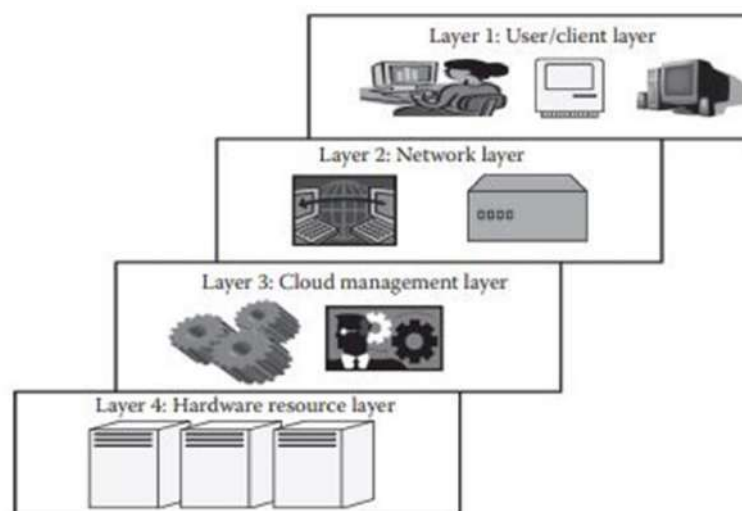 Layer 1: User/client layer
Layer 2: Network layer
Layer 3: Cloud management layer
Layer 4: Hardware resource layer